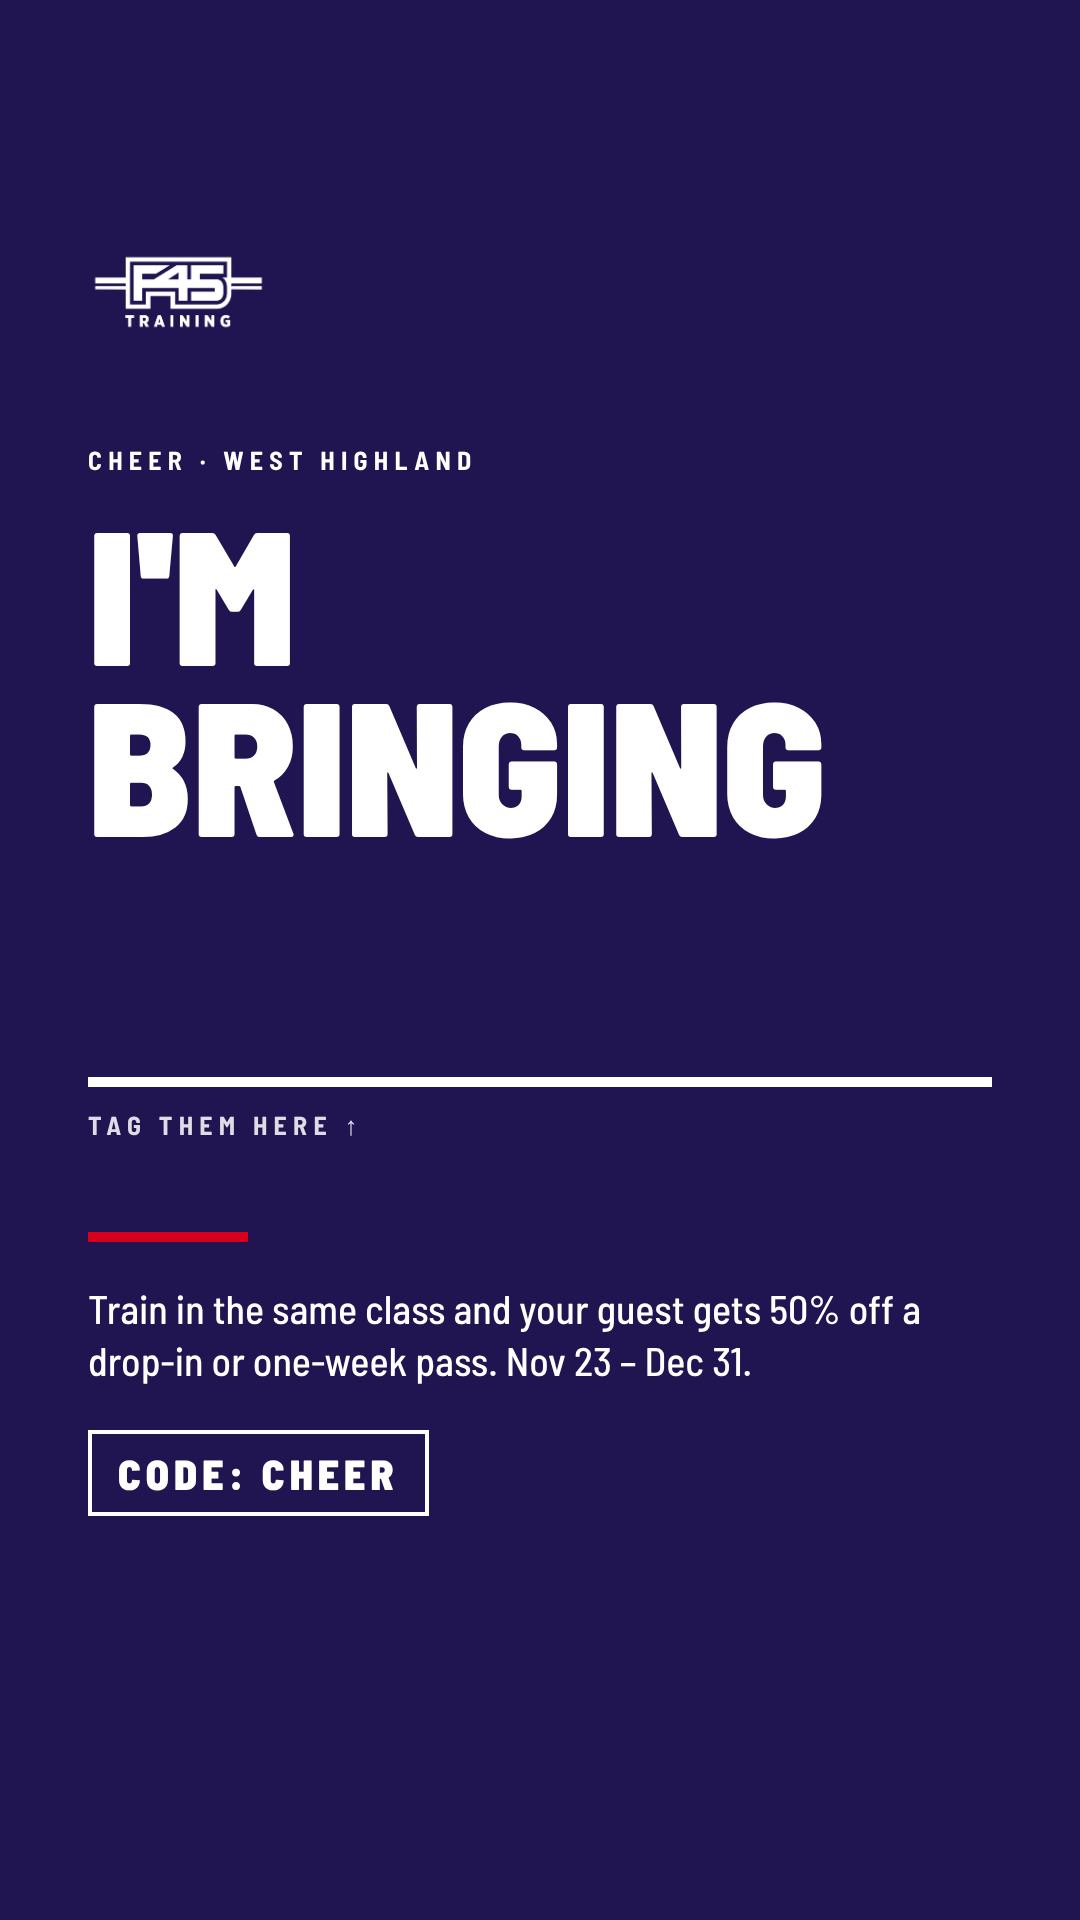 F45
TRAINING
CHEER · WEST HIGHLAND
I'M
BRINGING
TAG THEM HERE ↑
Train in the same class and your guest gets 50% off a
drop-in or one-week pass. Nov 23 – Dec 31.
CODE: CHEER